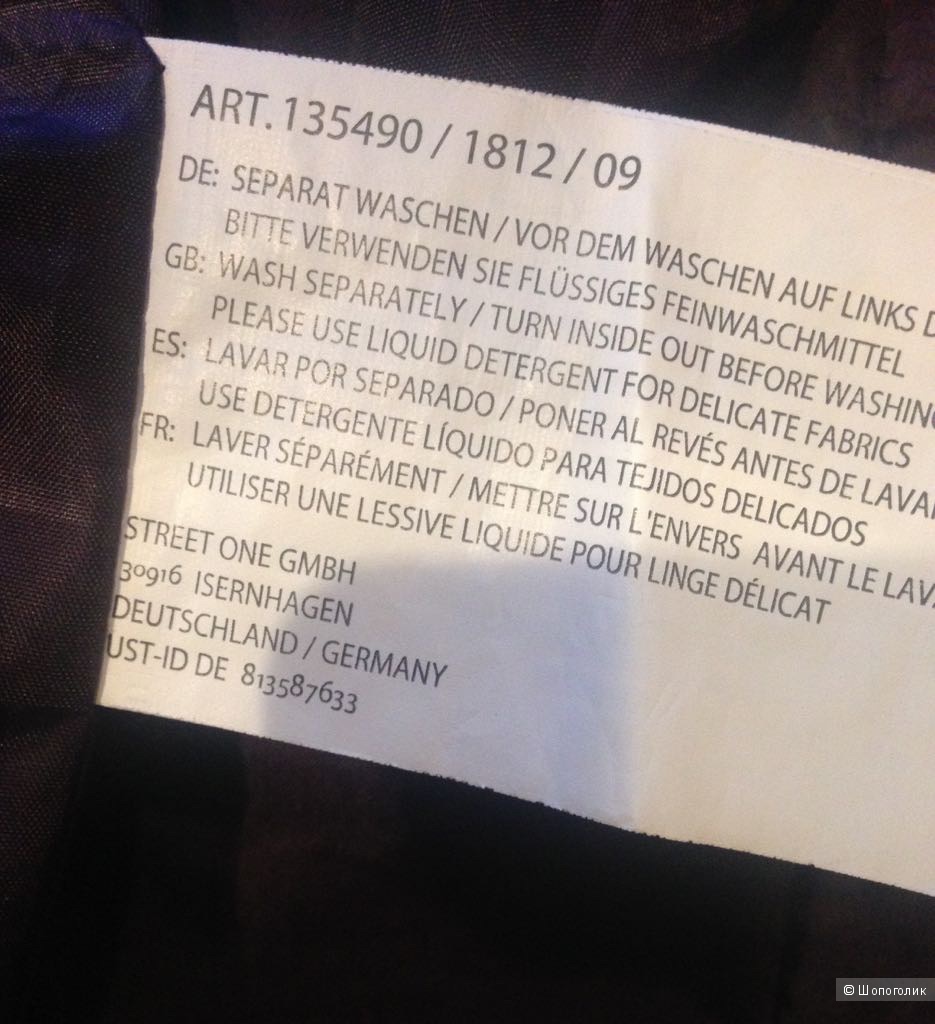 ART. 135490 / 1812 / 09
DE: SEPARAT WASCHEN / VOR DEM WASCHEN AUF LINKS D
BITTE VERWENDEN SIE FLÜSSIGES FEINWASCHMITTEL
GB: WASH SEPARATELY / TURN INSIDE OUT BEFORE WASHING
PLEASE USE LIQUID DETERGENT FOR DELICATE FABRICS
ES: LAVAR POR SEPARADO / PONER AL REVÉS ANTES DE LAVAR
USE DETERGENTE LÍQUIDO PARA TEJIDOS DELICADOS
FR: LAVER SÉPARÉMENT / METTRE SUR L'ENVERS AVANT LE LAV
UTILISER UNE LESSIVE LIQUIDE POUR LINGE DÉLICAT
STREET ONE GMBH
30916 ISERNHAGEN
DEUTSCHLAND / GERMANY
UST-ID DE 813587633
© Шопоголик